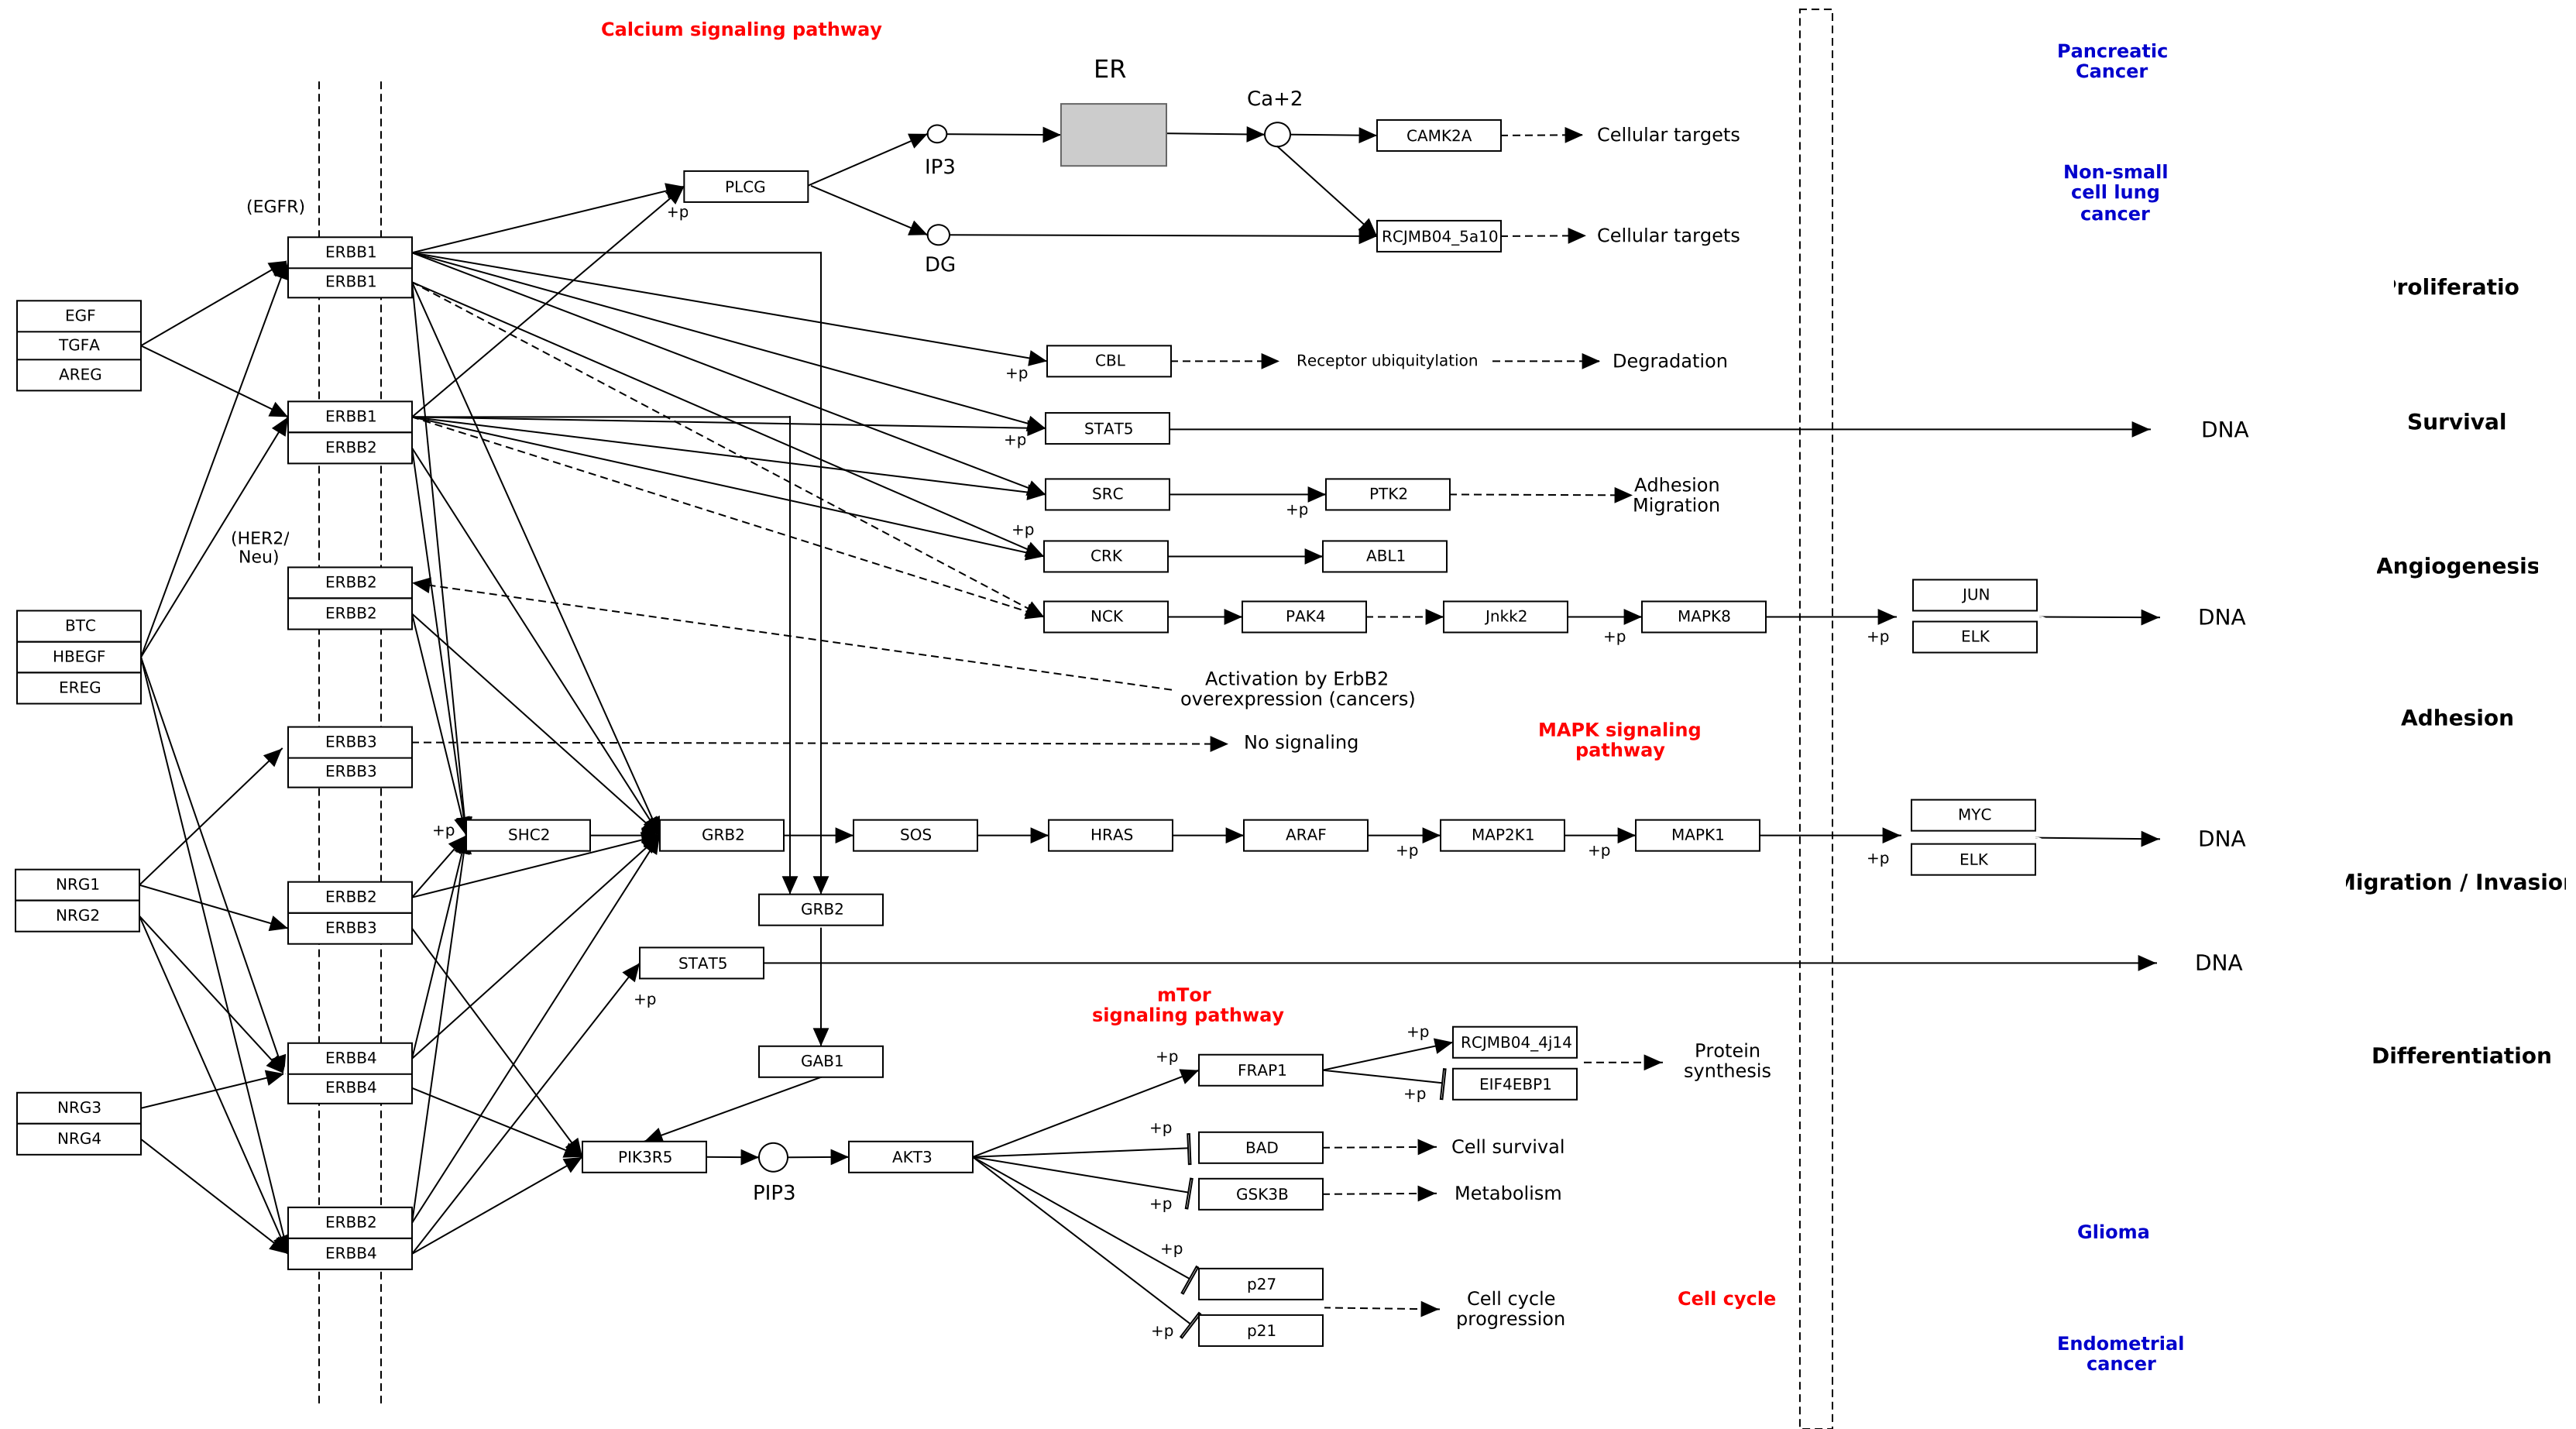 Calcium signaling pathway
Pancreatic
Cancer
ER
Ca+2
CAMK2A
Cellular targets
IP3
PLCG
+p
Non-small
cell lung
cancer
(EGFR)
RCJMB04_5a10
Cellular targets
DG
ERBB1
ERBB1
EGF
TGFA
AREG
roliferatio
CBL
+p
Receptor ubiquitylation
Degradation
ERBB1
ERBB2
STAT5
+p
DNA
Survival
SRC
+p
PTK2
Adhesion
Migration
(HER2/
Neu)
+p
CRK
ABL1
Angiogenesis
ERBB2
ERBB2
NCK
PAK4
Jnkk2
+p
MAPK8
+p
JUN
ELK
DNA
BTC
HBEGF
EREG
Activation by ErbB2
overexpression (cancers)
Adhesion
ERBB3
ERBB3
No signaling
MAPK signaling
pathway
+p
SHC2
GRB2
SOS
HRAS
ARAF
+p
MAP2K1
+p
MAPK1
+p
MYC
ELK
DNA
NRG1
NRG2
ERBB2
ERBB3
GRB2
Migration / Invasion
STAT5
+p
DNA
mTor
signaling pathway
ERBB4
ERBB4
GAB1
+p
FRAP1
+p
RCJMB04_4j14
+p
EIF4EBP1
Protein
synthesis
Differentiation
NRG3
NRG4
PIK3R5
PIP3
AKT3
+p
BAD
Cell survival
+p
GSK3B
Metabolism
ERBB2
ERBB4
Glioma
+p
p27
+p
p21
Cell cycle
progression
Cell cycle
Endometrial
cancer